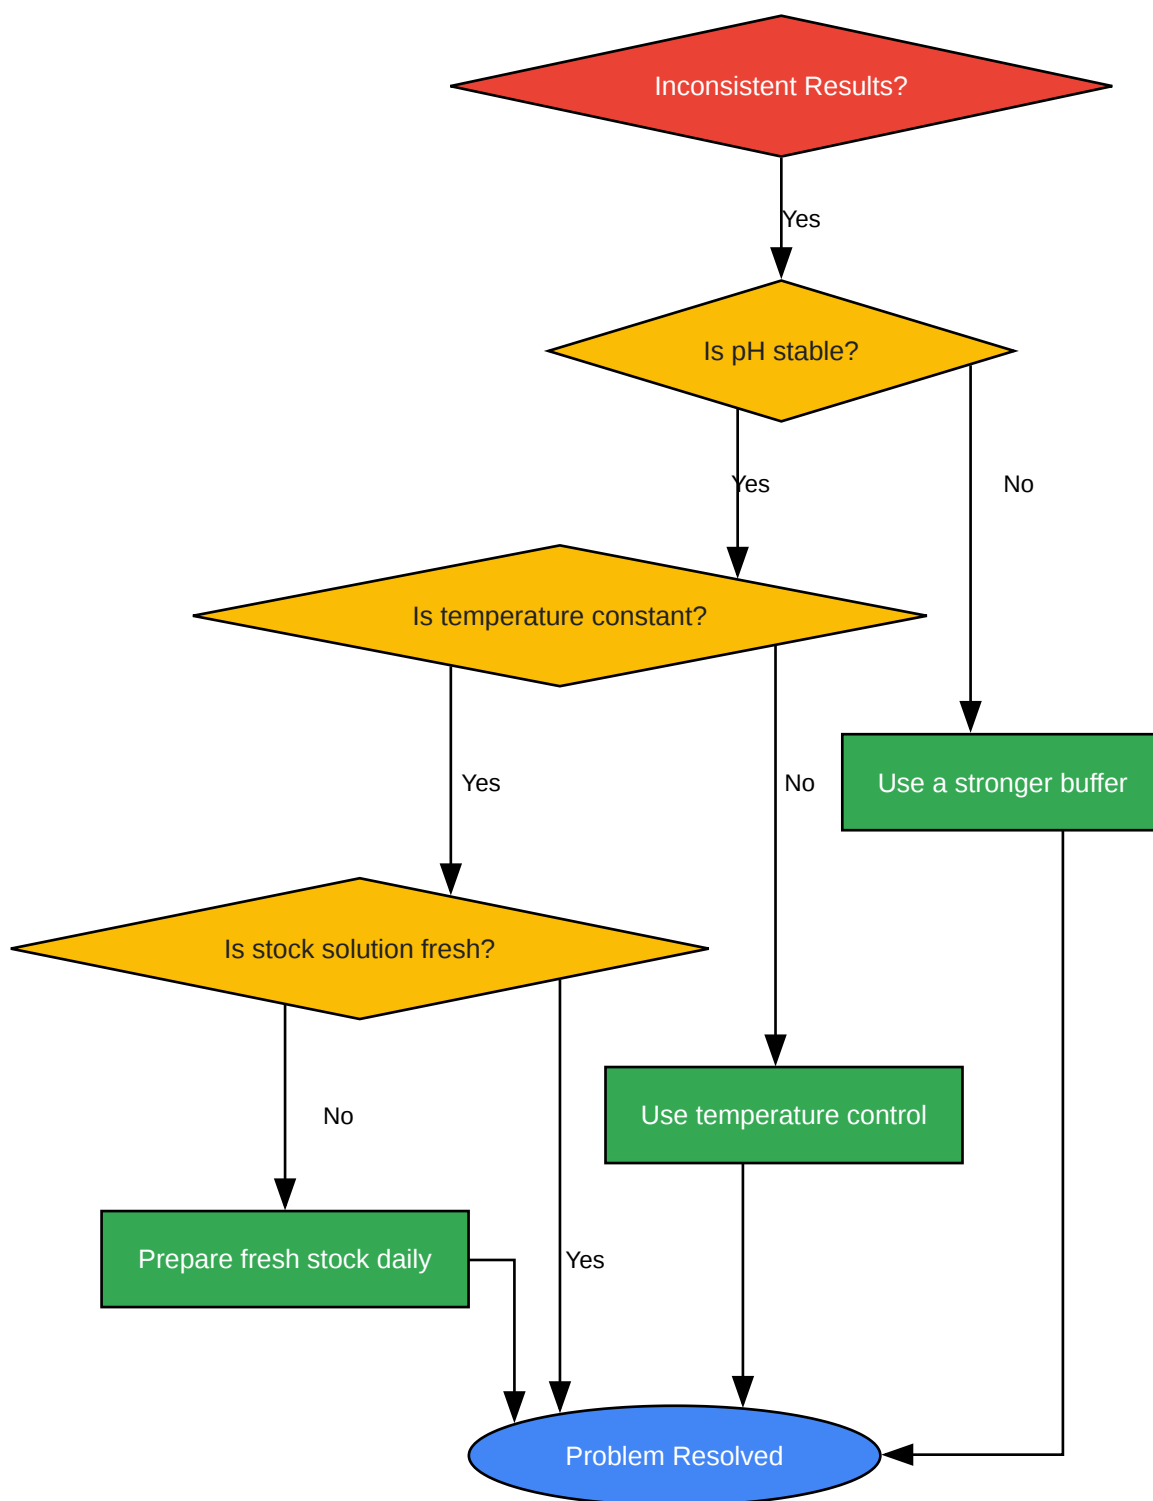 Inconsistent Results?
Yes
Is pH stable?
Yes
No
Is temperature constant?
Yes
No
Use a stronger buffer
Is stock solution fresh?
No
Use temperature control
Prepare fresh stock daily
Yes
Problem Resolved